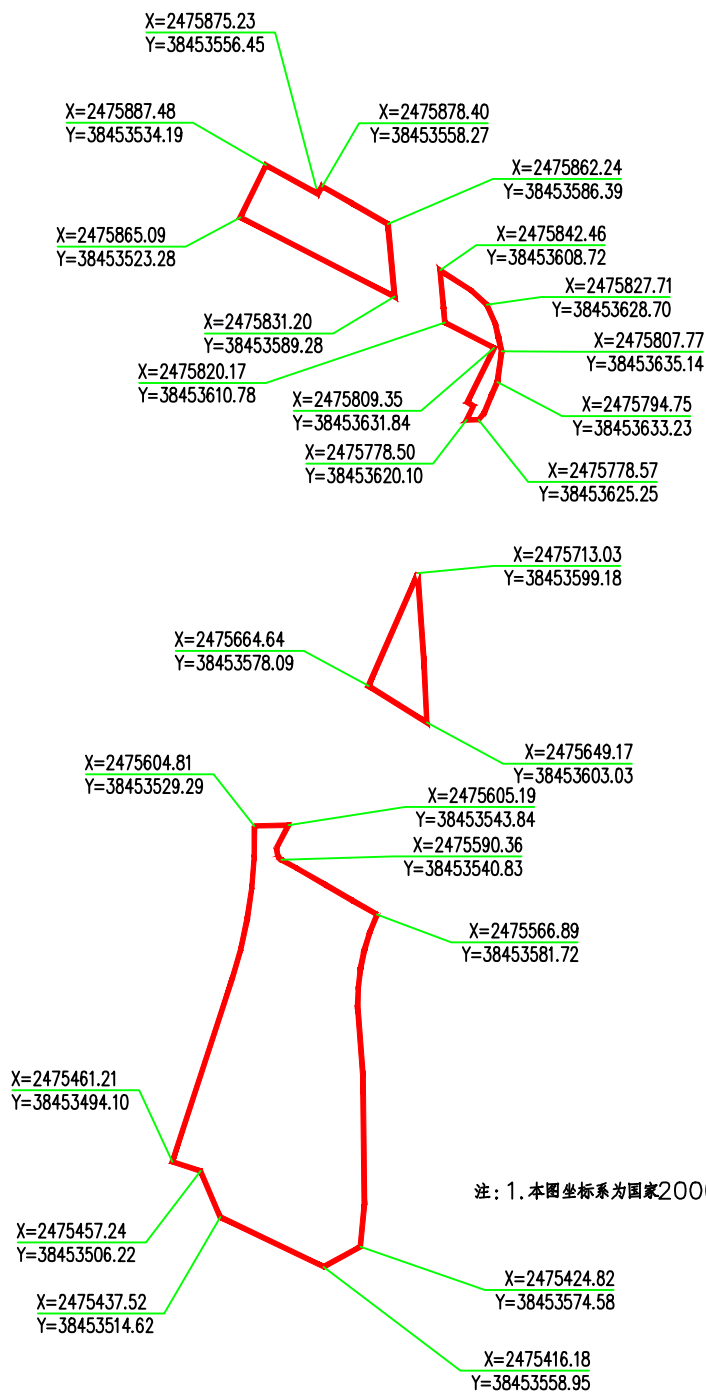 X=2475875.23
Y=38453556.45
X=2475887.48
Y=38453534.19
X=2475878.40
Y=38453558.27
X=2475862.24
Y=38453586.39
X=2475865.09
Y=38453523.28
X=2475842.46
Y=38453608.72
X=2475827.71
Y=38453628.70
X=2475831.20
Y=38453589.28
X=2475807.77
Y=38453635.14
X=2475820.17
Y=38453610.78
X=2475809.35
Y=38453631.84
X=2475794.75
Y=38453633.23
X=2475778.50
Y=38453620.10
X=2475778.57
Y=38453625.25
X=2475713.03
Y=38453599.18
X=2475664.64
Y=38453578.09
X=2475649.17
Y=38453603.03
X=2475604.81
Y=38453529.29
X=2475605.19
Y=38453543.84
X=2475590.36
Y=38453540.83
X=2475566.89
Y=38453581.72
X=2475461.21
Y=38453494.10
注：1.本图坐标系为国家200
X=2475457.24
Y=38453506.22
X=2475424.82
Y=38453574.58
X=2475437.52
Y=38453514.62
X=2475416.18
Y=38453558.95